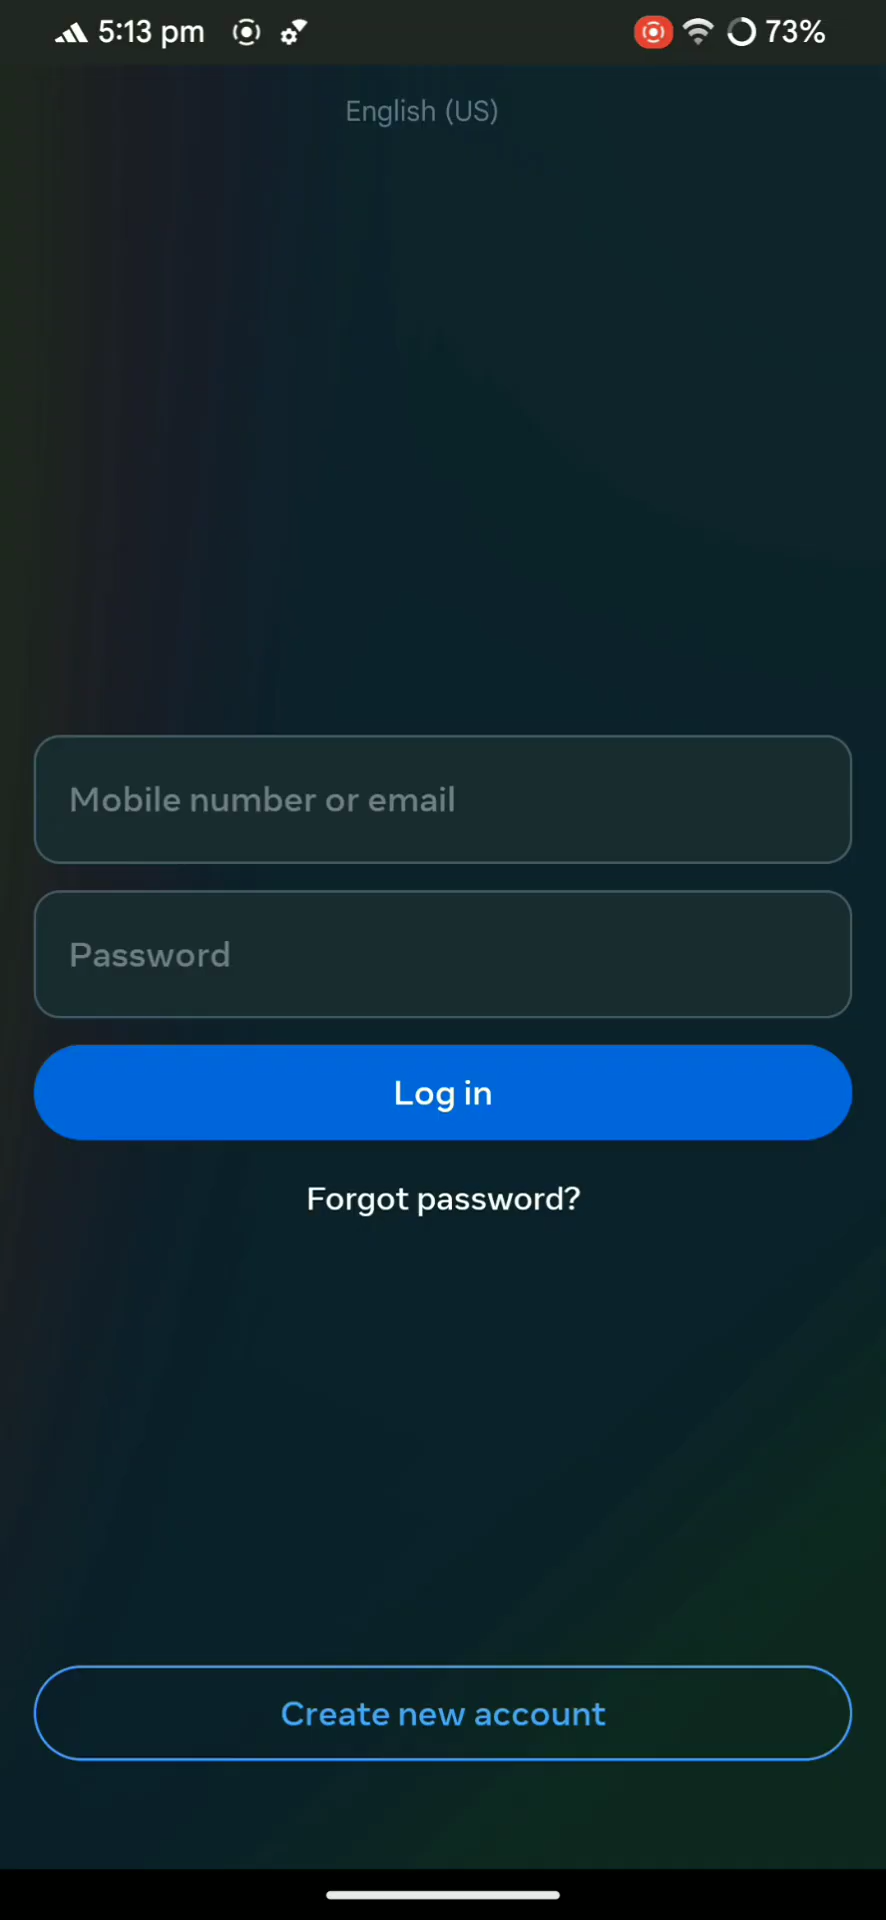 5:13 pm
73%
English (US)
Mobile number or email
Password
Log in
Forgot password?
Create new account